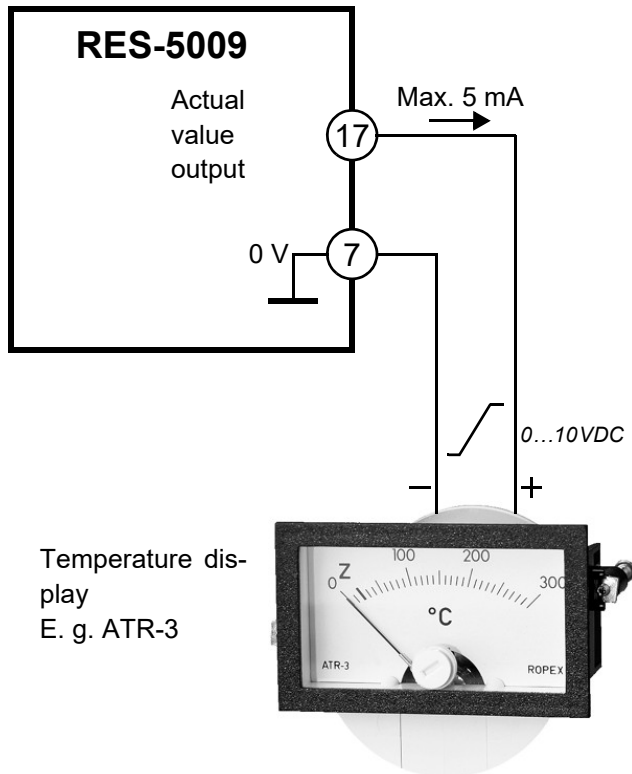 RES-5009
Actual
value
output
Max. 5 mA
17
0 V
7
0…10VDC
– +
Temperature dis-
play
E. g. ATR-3
0 Z 100 200 300
°C
ATR-3 ROPEX